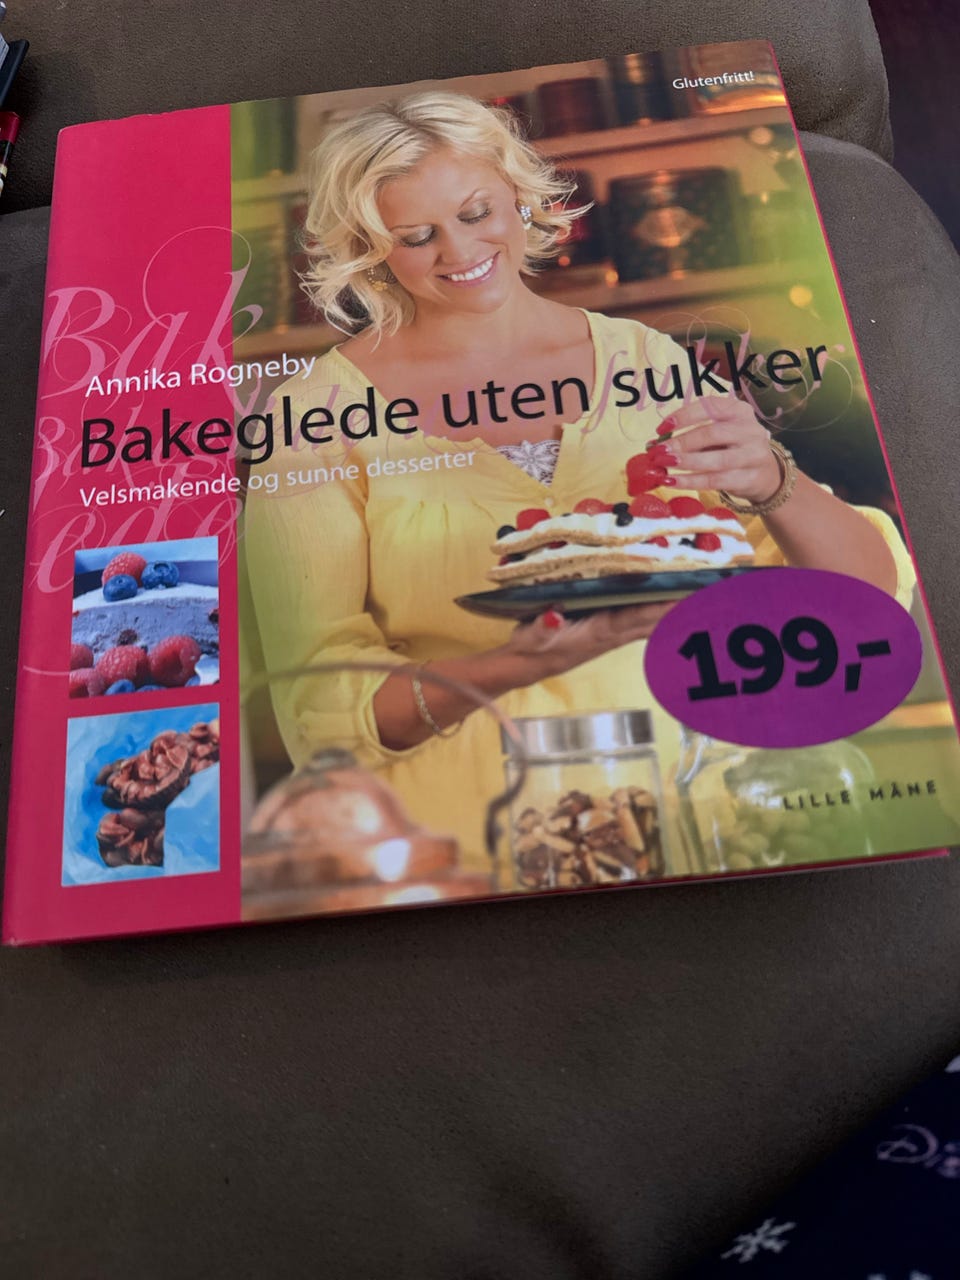 Glutenfritt!
Annika Rogneby
Bakeglede uten sukker
Velsmakende og sunne desserter
199,-
LILLE MÅNE